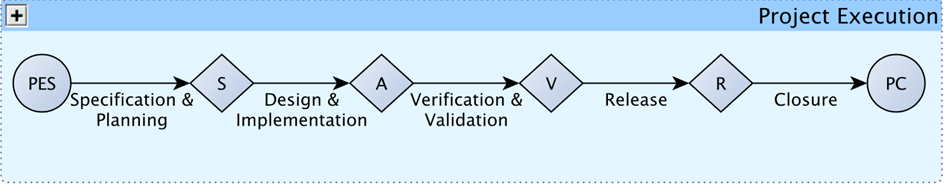 Project Execution
PES
S
A
V
R
PC
Specification &
Planning
Design &
Implementation
Verification &
Validation
Release
Closure